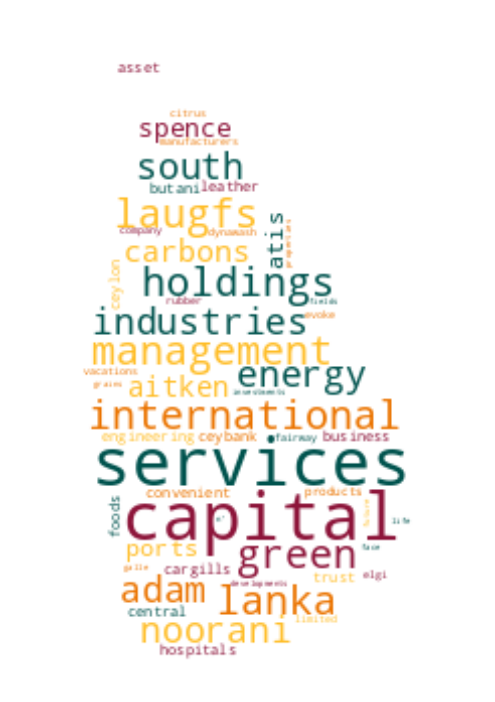 asset
citrus
spence
manufacturers
south
butani leather
laugfs
company dynawash
atis
carbons
ceylon
holdings
rubber fields
industries evoke
management
vacations energy
grains aitken investments
international
engineering ceybank fairway business
services
convenient products
foods capital life
future
green face
ports
galle cargills elgi
developments trust
adam lanka
central limited
noorani
hospitals